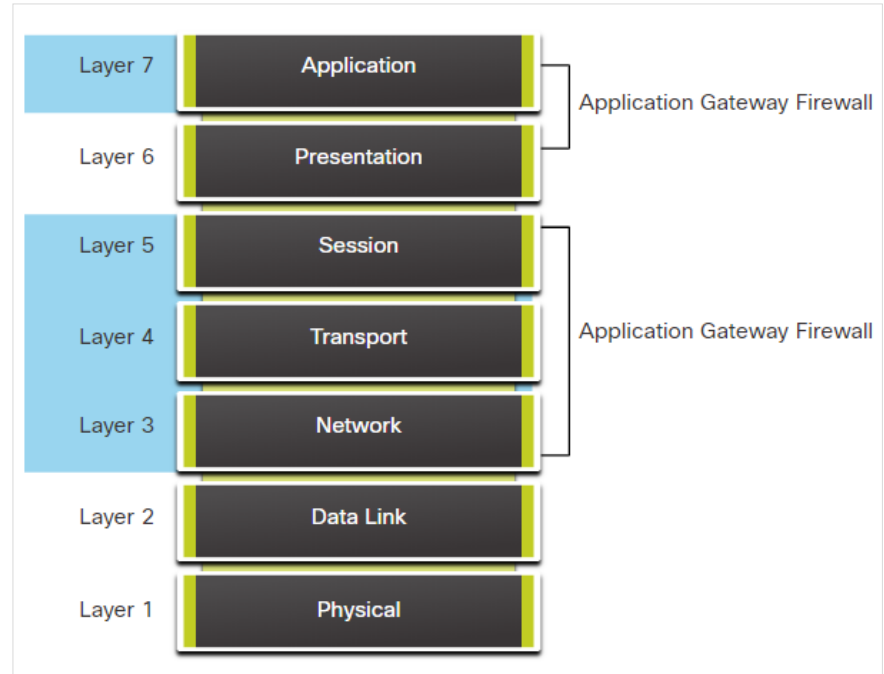 Layer 7 Application
Application Gateway Firewall
Layer 6 Presentation
Layer 5 Session
Layer 4 Transport Application Gateway Firewall
Layer 3 Network
Layer 2 Data Link
Layer 1 Physical